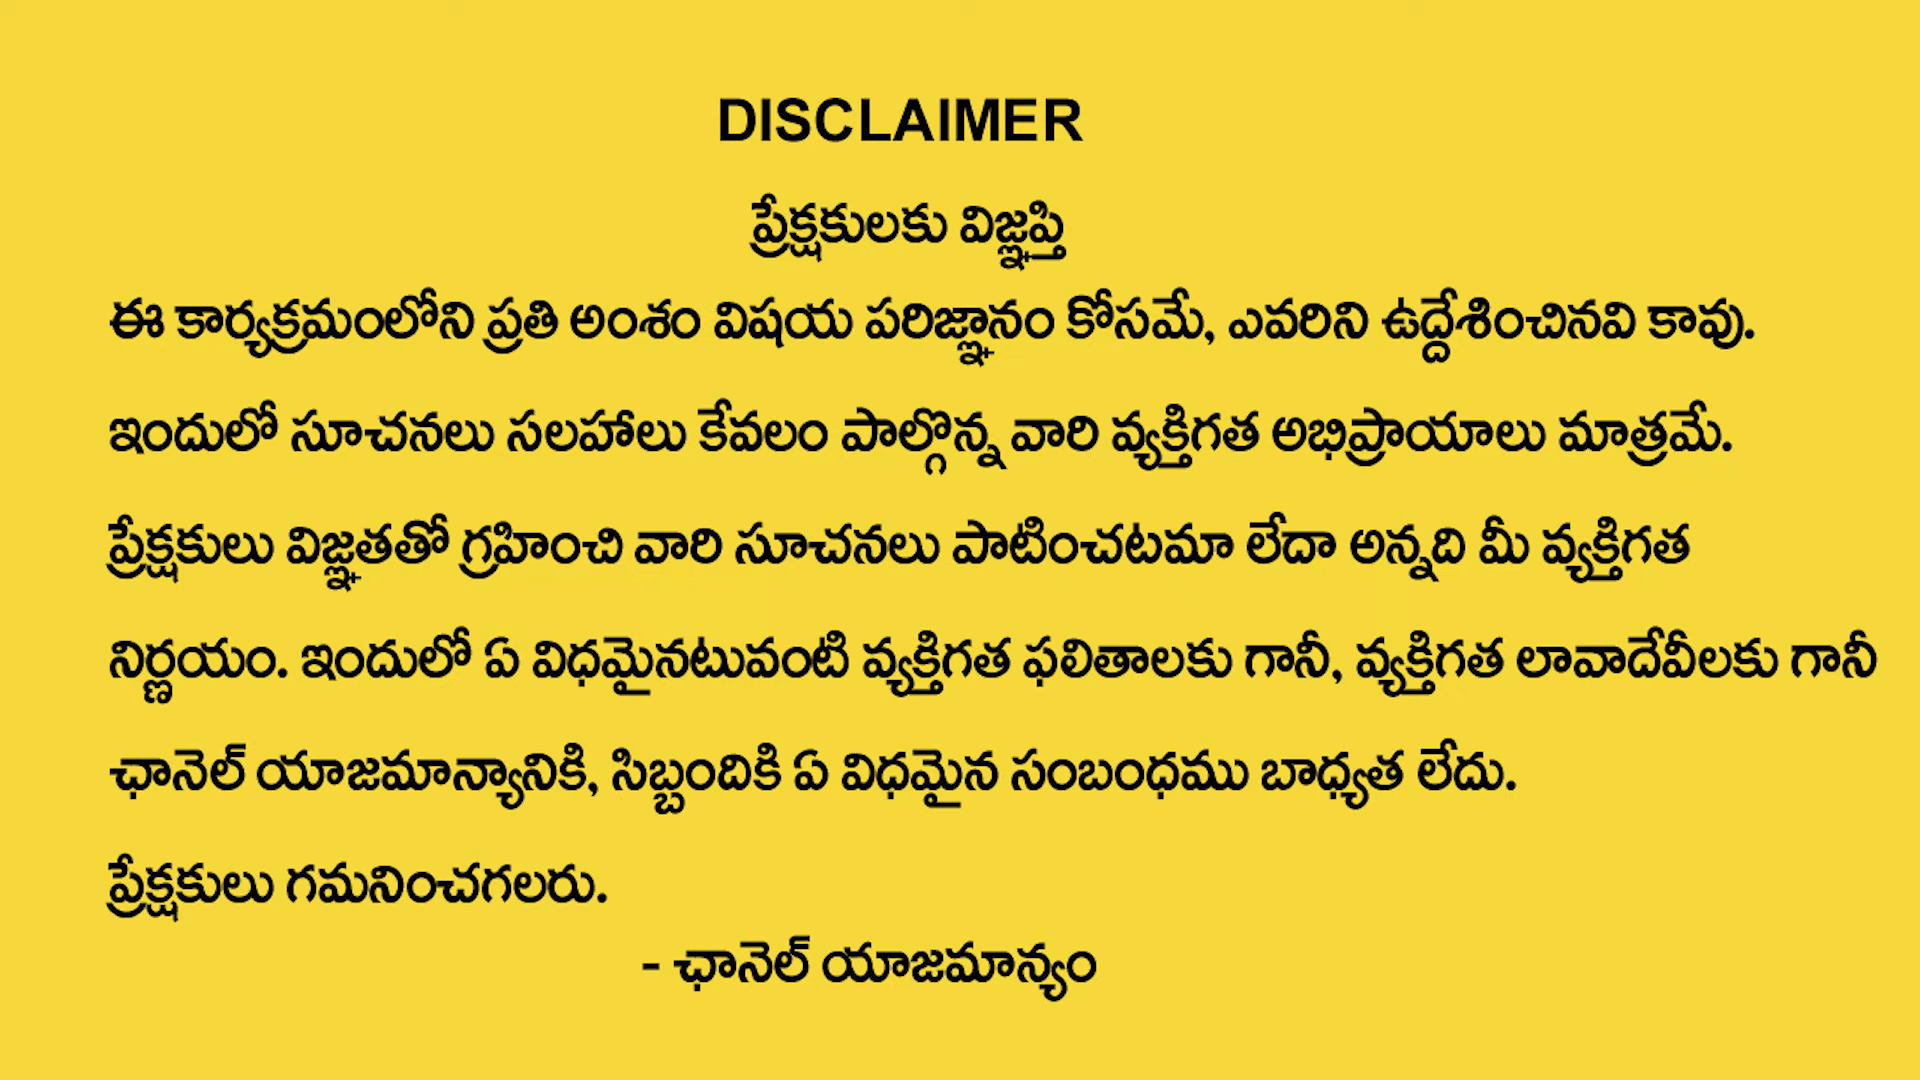 DISCLAIMER
ప్రేక్షకులకు విజ్ఞప్తి
ఈ కార్యక్రమంలోని ప్రతి అంశం విషయ పరిజ్ఞానం కోసమే, ఎవరిని ఉద్దేశించినవి కావు.
ఇందులో సూచనలు సలహాలు కేవలం పాల్గొన్న వారి వ్యక్తిగత అభిప్రాయాలు మాత్రమే.
ప్రేక్షకులు విజ్ఞతతో గ్రహించి వారి సూచనలు పాటించటమా లేదా అన్నది మీ వ్యక్తిగత
నిర్ణయం. ఇందులో ఏ విధమైనటువంటి వ్యక్తిగత ఫలితాలకు గానీ, వ్యక్తిగత లావాదేవీలకు గానీ
ఛానెల్ యాజమాన్యానికి, సిబ్బందికి ఏ విధమైన సంబంధము బాధ్యత లేదు.
ప్రేక్షకులు గమనించగలరు.
- ఛానెల్ యాజమాన్యం